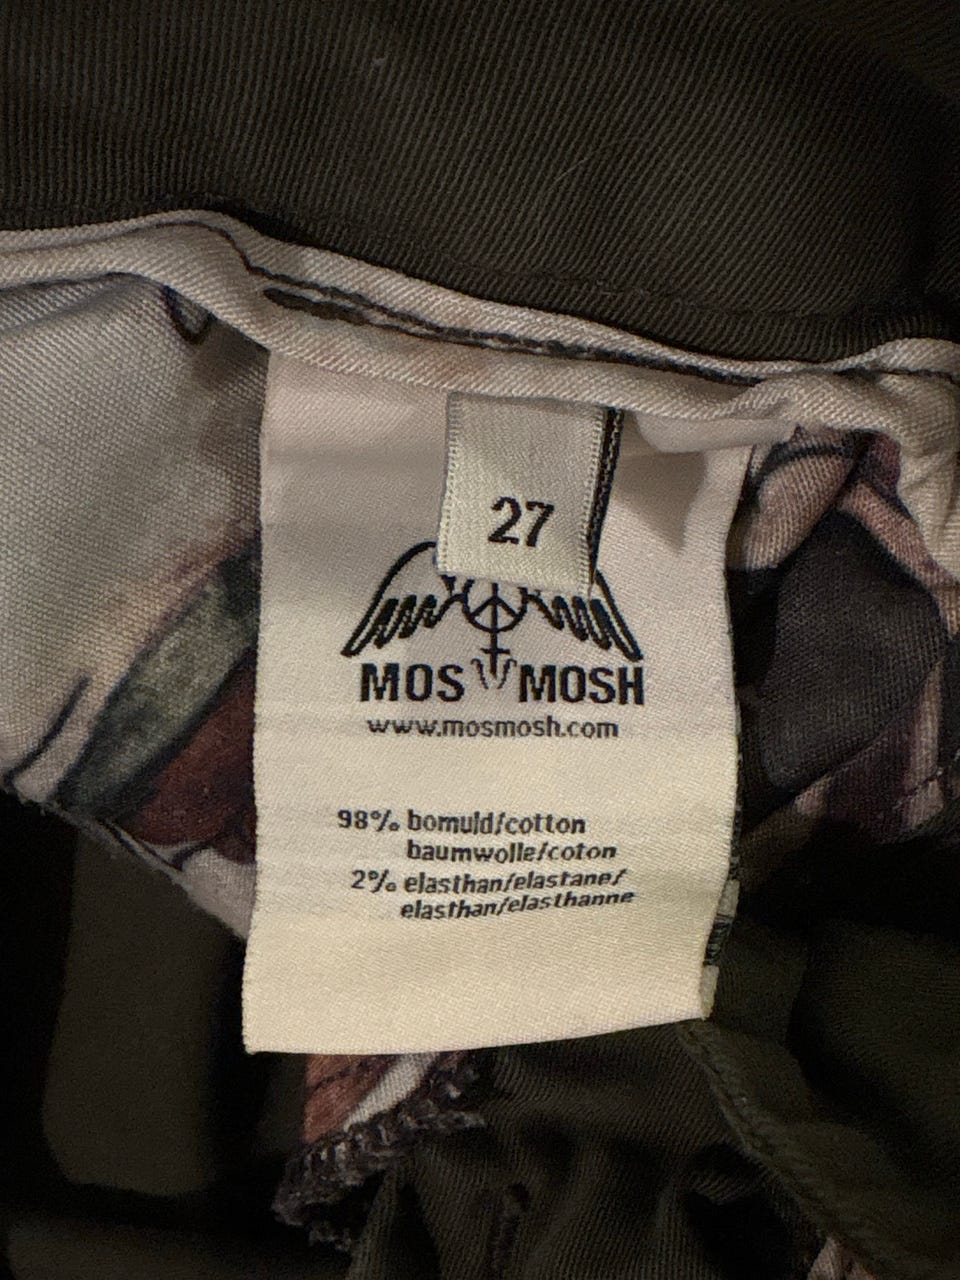 27
MOS MOSH
www.mosmosh.com
98% bomuld/cotton
baumwolle/coton
2% elasthan/elastane/
elasthan/elasthanne